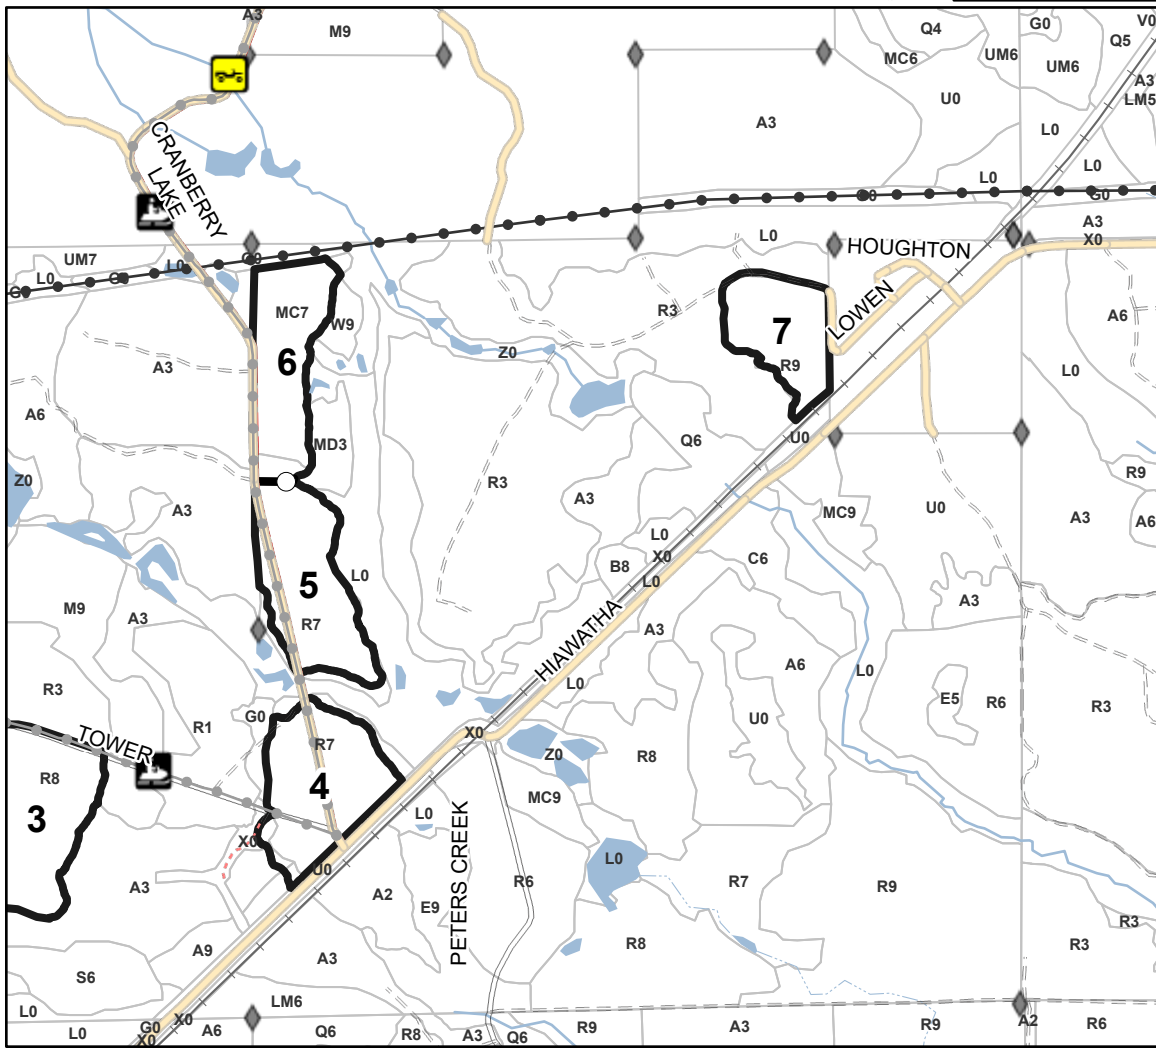 A3
M9
Q4
G0
V0
Q5
MC6
UM6
UM6
A3
U0
LM5
A3
L0
CRANBERRY
LAKE
L0
L0
G0
A3
X0
L0
HOUGHTON
UM7
L0
L0
MC7
W9
6
R3
LOWEN
7
A6
Z0
A3
R9
L0
A6
MD3
Q6
U0
R9
Z0
R3
A3
A3
MC9
U0
A3
A6
L0
X0
B8
L0
C6
5
L0
R7
M9
A3
A3
A3
HIAWATHA
A6
L0
R3
L0
E5
R6
R3
R1
G0
U0
TOWER
R7
X0
Z0
R8
R8
4
MC9
3
L0
PETERS CREEK
X0
L0
U0
A3
A2
E9
R6
R7
R9
R3
A9
A3
R8
R3
S6
L0
LM6
L0
G0
X0
X0
A6
Q6
R8
A3
Q6
R9
A3
R9
A2
R6